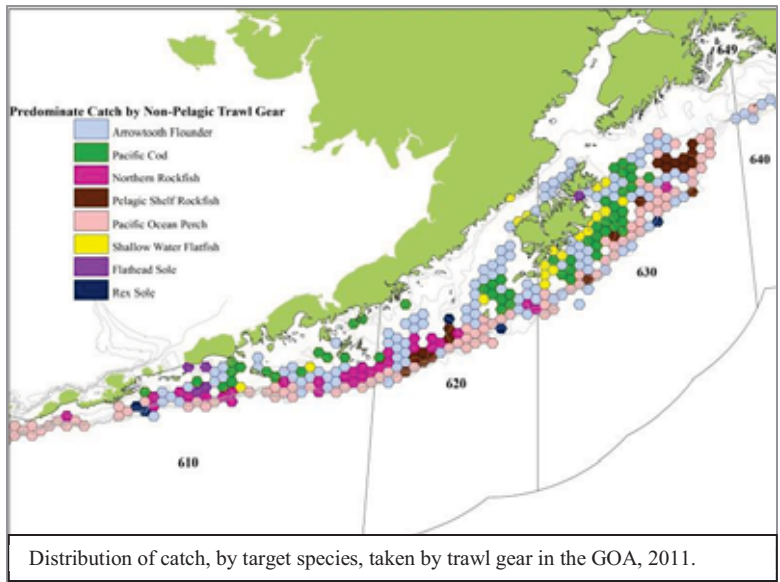 649
Predominate Catch by Non-Pelagic Trawl Gear
Arrowtooth Flounder
Pacific Cod
Northern Rockfish
Pelagic Shelf Rockfish
Pacific Ocean Perch
Shallow Water Flatfish
Flathead Sole
Rex Sole
640
630
620
610
Distribution of catch, by target species, taken by trawl gear in the GOA, 2011.